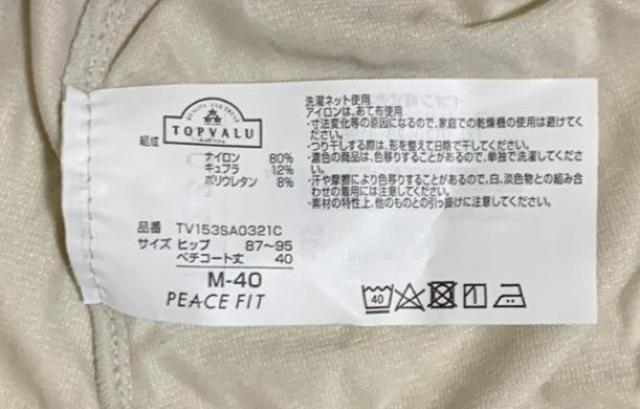 TOPVALU
組成
ナイロン 80%
キュプラ 12%
ポリウレタン 8%
品番 TV153SA0321C
サイズ ヒップ 87~95
ペチコート丈 40
M-40
PEACE FIT
洗濯ネット使用
アイロンは、あて布使用
・寸法変化等の原因になるので、家庭での乾燥機の使用は避けてく
ださい。
・つり干しする際は、形を整えて日陰で干してください。
・濃色の商品は、色移りすることがあるので、単独で洗濯してくださ
い。
・汗や摩擦により色移りすることがあるので、白、淡色物との組み合
わせの着用には注意してください。
・素材の特性上、他のものとの引っ掛けに注意してください。
40